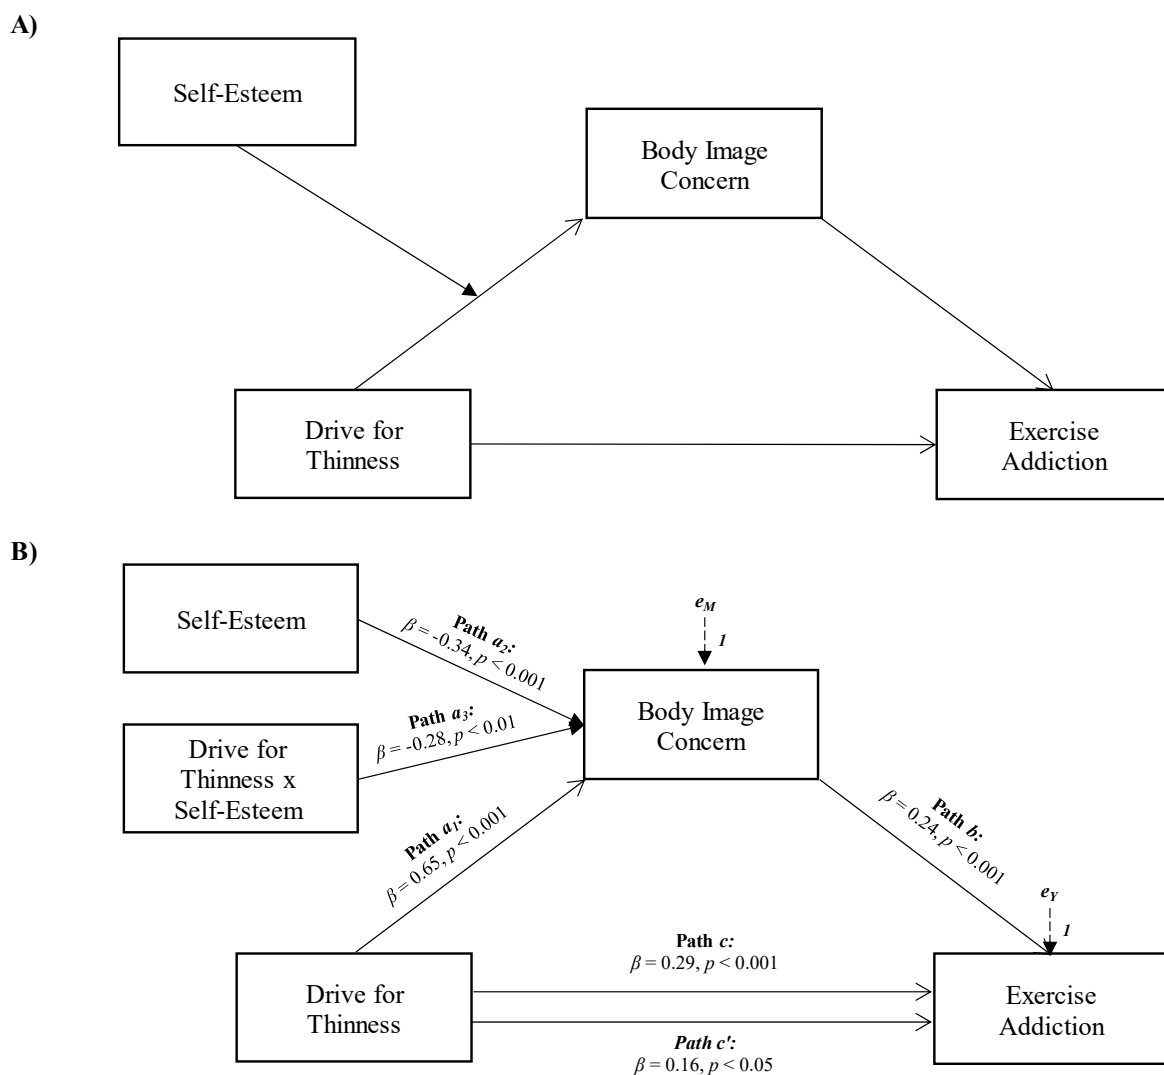 A)
Self-Esteem
Body Image
Concern
Drive for
Thinness
Exercise
Addiction
B)
Self-Esteem
Path a₂:
β = -0.34, p < 0.001
e_M
1
Drive for
Thinness x
Self-Esteem
Path a₃:
β = -0.28, p < 0.01
Body Image
Concern
Path a₁:
β = 0.65, p < 0.001
Path b:
β = 0.24, p < 0.001
e_Y
1
Drive for
Thinness
Path c:
β = 0.29, p < 0.001
Path c':
β = 0.16, p < 0.05
Exercise
Addiction